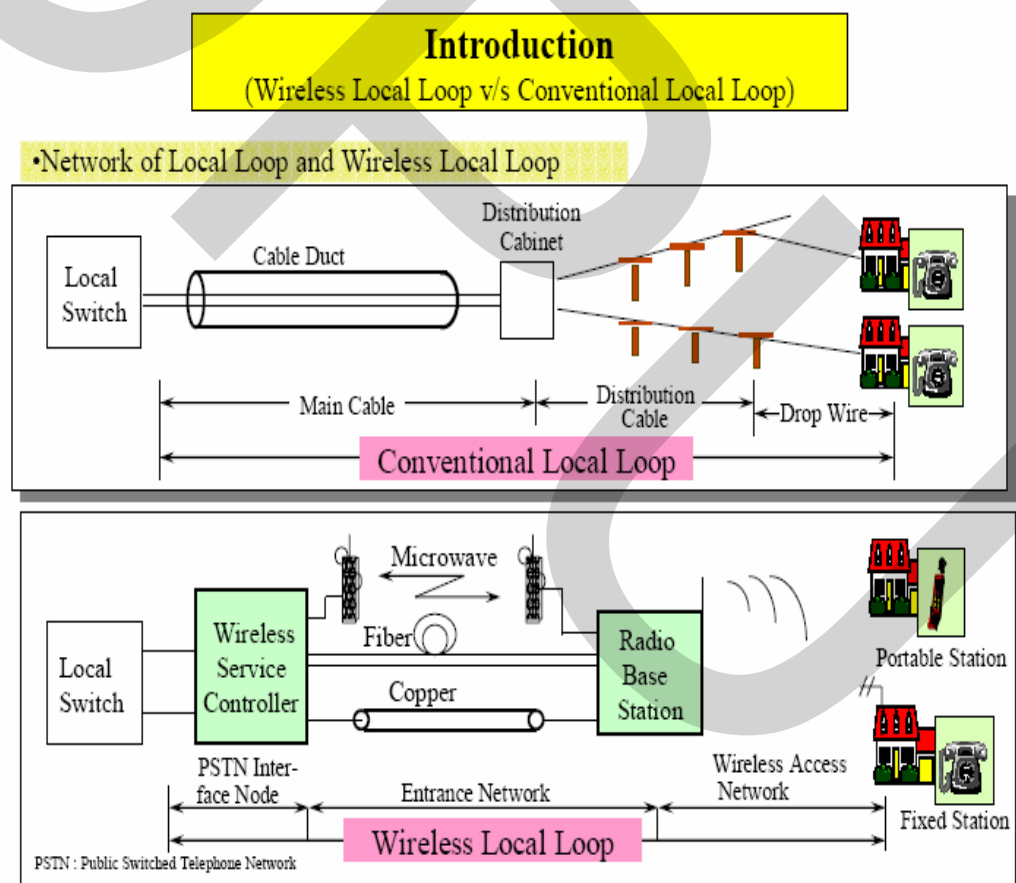 Introduction
(Wireless Local Loop v/s Conventional Local Loop)
•Network of Local Loop and Wireless Local Loop
Distribution
Cabinet
Cable Duct
Local
Switch
Main Cable
Distribution
Cable
Drop Wire
Conventional Local Loop
Microwave
Wireless
Service
Controller
Fiber
Radio
Base
Station
Local
Switch
Copper
Portable Station
PSTN Inter-
face Node
Entrance Network
Wireless Access
Network
Fixed Station
Wireless Local Loop
PSTN : Public Switched Telephone Network